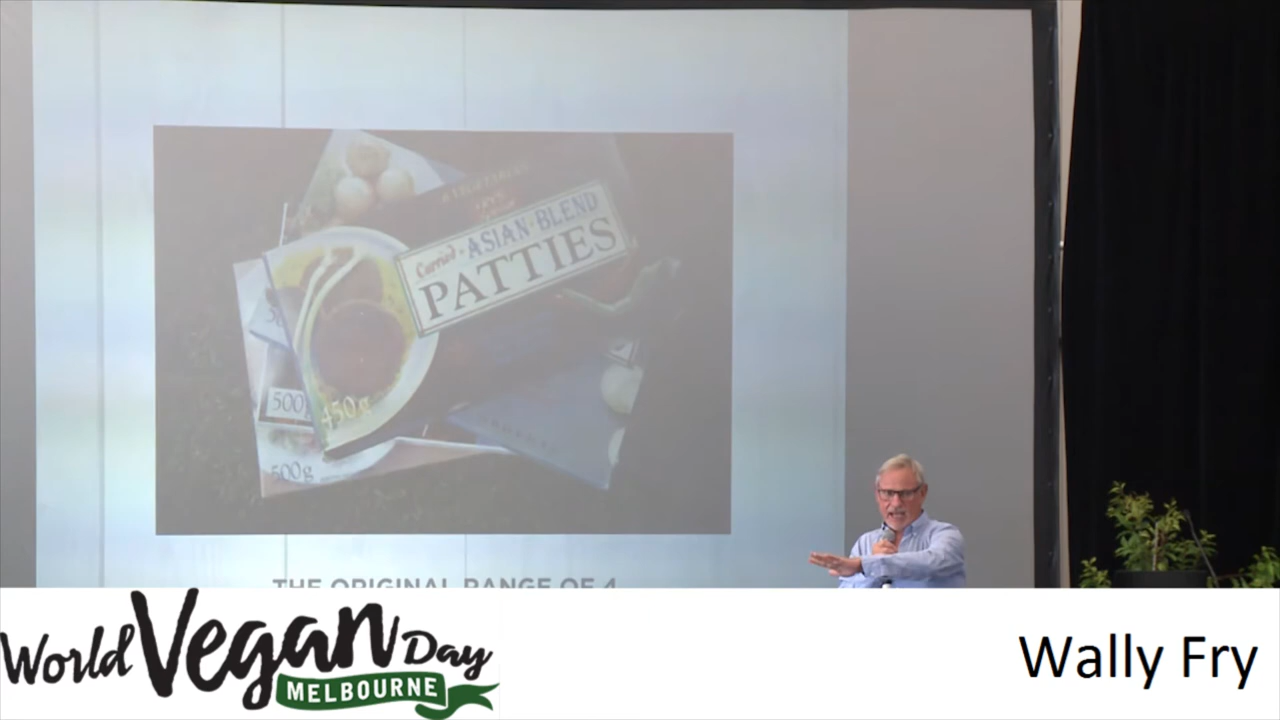 Curried · ASIAN · BLEND
PATTIES
450g
500g
500g
THE ORIGINAL RANGE OF 4
World Vegan Day
MELBOURNE
Wally Fry